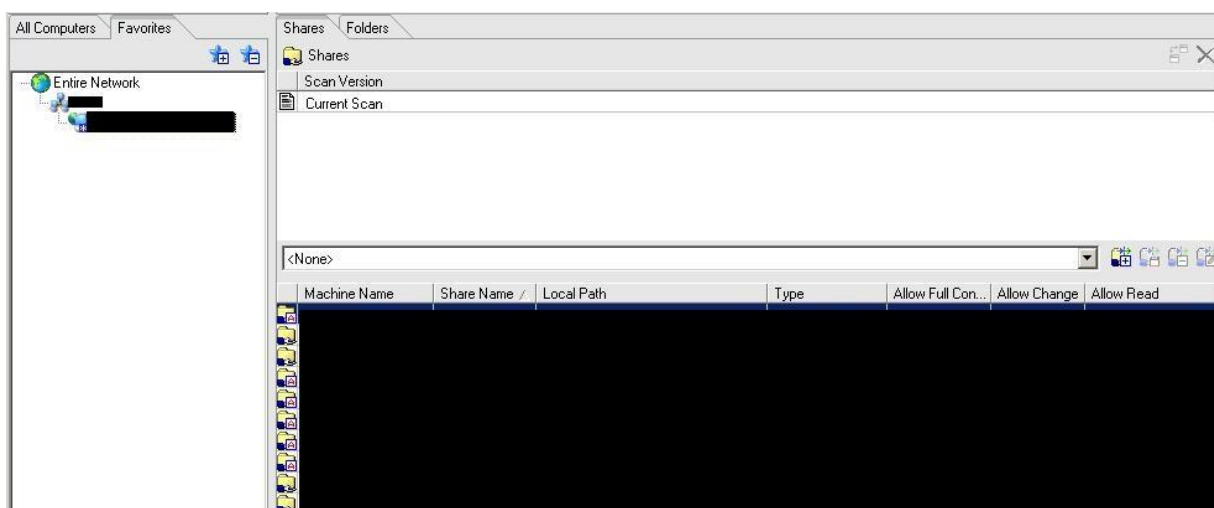 All Computers Favorites
Entire Network
Shares Folders
Shares
Scan Version
Current Scan
<None>
Machine Name Share Name Local Path Type Allow Full Con... Allow Change Allow Read